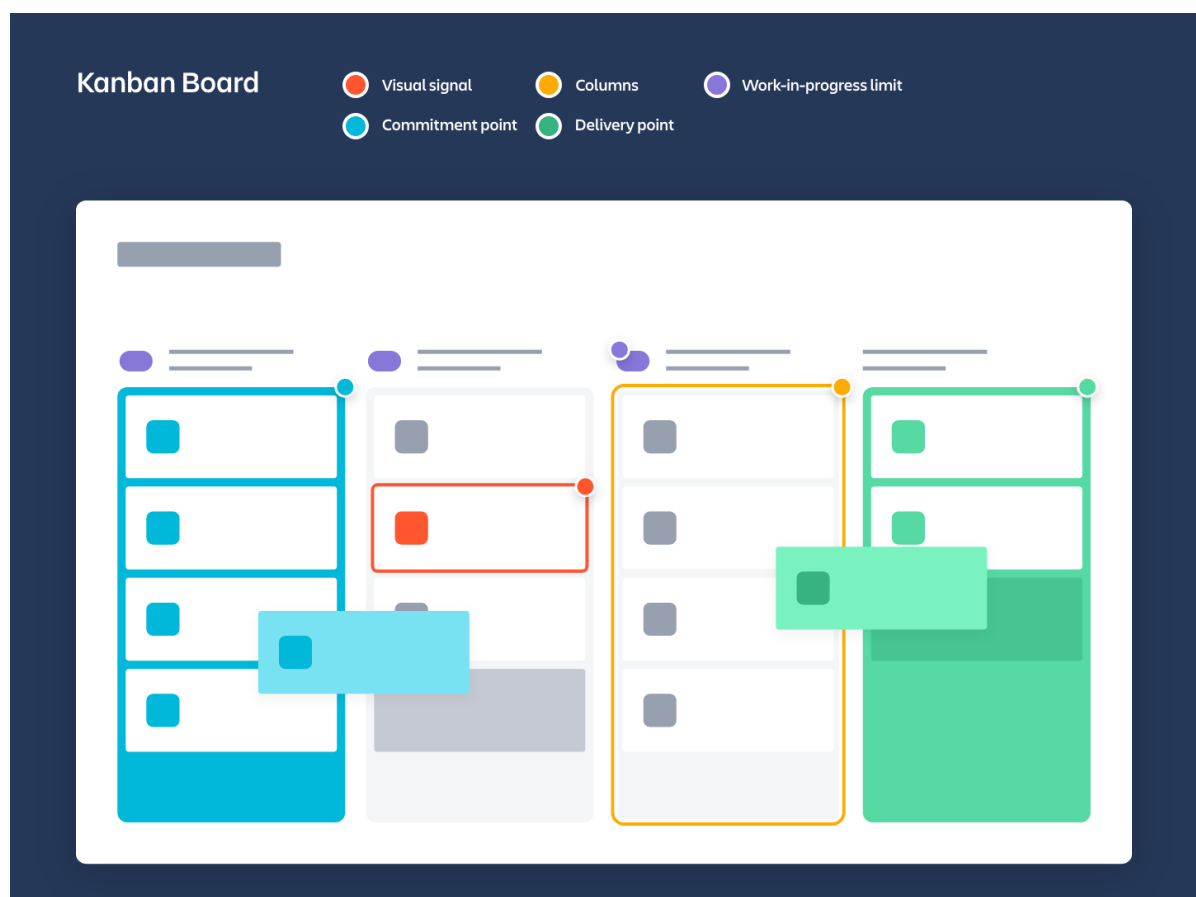 Kanban Board
Visual signal
Columns
Work-in-progress limit
Commitment point
Delivery point